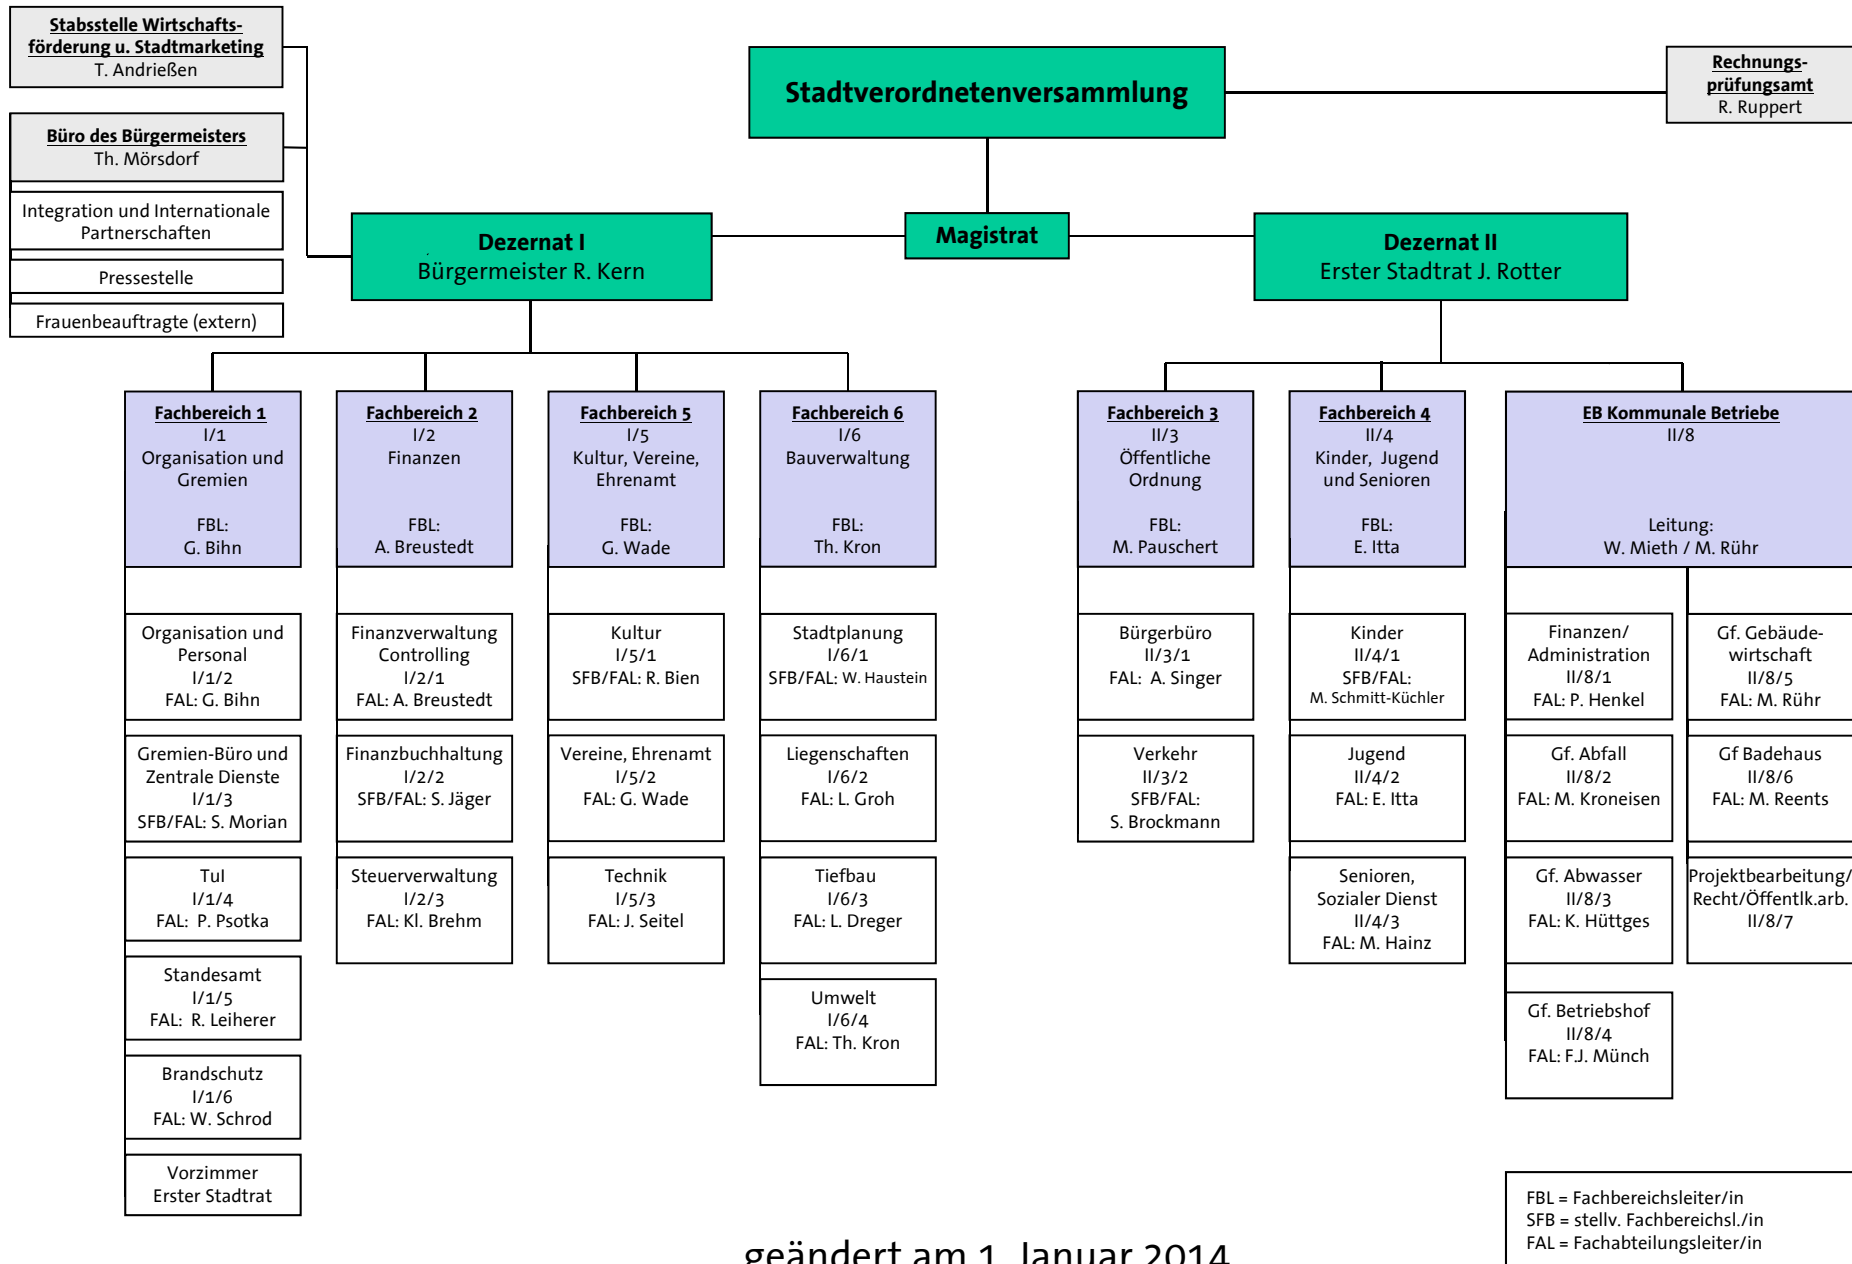 Stabsstelle Wirtschafts-
förderung u. Stadtmarketing
T. Andrießen
Büro des Bürgermeisters
Th. Mörsdorf
Integration und Internationale
Partnerschaften
Pressestelle
Frauenbeauftragte (extern)
Stadtverordnetenversammlung
Rechnungs-
prüfungsamt
R. Ruppert
Magistrat
Dezernat I
Bürgermeister R. Kern
Dezernat II
Erster Stadtrat J. Rotter
Fachbereich 1
I/1
Organisation und
Gremien
FBL:
G. Bihn
Organisation und
Personal
I/1/2
FAL: G. Bihn
Gremien-Büro und
Zentrale Dienste
I/1/3
SFB/FAL: S. Morian
TuI
I/1/4
FAL: P. Psotka
Standesamt
I/1/5
FAL: R. Leiherer
Brandschutz
I/1/6
FAL: W. Schrod
Vorzimmer
Erster Stadtrat
Fachbereich 2
I/2
Finanzen
FBL:
A. Breustedt
Finanzverwaltung
Controlling
I/2/1
FAL: A. Breustedt
Finanzbuchhaltung
I/2/2
SFB/FAL: S. Jäger
Steuerverwaltung
I/2/3
FAL: Kl. Brehm
Fachbereich 5
I/5
Kultur, Vereine,
Ehrenamt
FBL:
G. Wade
Kultur
I/5/1
SFB/FAL: R. Bien
Vereine, Ehrenamt
I/5/2
FAL: G. Wade
Technik
I/5/3
FAL: J. Seitel
Fachbereich 6
I/6
Bauverwaltung
FBL:
Th. Kron
Stadtplanung
I/6/1
SFB/FAL: W. Haustein
Liegenschaften
I/6/2
FAL: L. Groh
Tiefbau
I/6/3
FAL: L. Dreger
Umwelt
I/6/4
FAL: Th. Kron
Fachbereich 3
II/3
Öffentliche
Ordnung
FBL:
M. Pauschert
Bürgerbüro
II/3/1
FAL: A. Singer
Verkehr
II/3/2
SFB/FAL:
S. Brockmann
Fachbereich 4
II/4
Kinder, Jugend
und Senioren
FBL:
E. Itta
Kinder
II/4/1
SFB/FAL:
M. Schmitt-Küchler
Jugend
II/4/2
FAL: E. Itta
Senioren,
Sozialer Dienst
II/4/3
FAL: M. Hainz
EB Kommunale Betriebe
II/8
Leitung:
W. Mieth / M. Rühr
Finanzen/
Administration
II/8/1
FAL: P. Henkel
Gf. Abfall
II/8/2
FAL: M. Kroneisen
Gf. Abwasser
II/8/3
FAL: K. Hüttges
Gf. Betriebshof
II/8/4
FAL: F.J. Münch
Gf. Gebäude-
wirtschaft
II/8/5
FAL: M. Rühr
Gf Badehaus
II/8/6
FAL: M. Reents
Projektbearbeitung/
Recht/Öffentlk.arb.
II/8/7
FBL = Fachbereichsleiter/in
SFB = stellv. Fachbereichsl./in
FAL = Fachabteilungsleiter/in
geändert am 1. Januar 2014